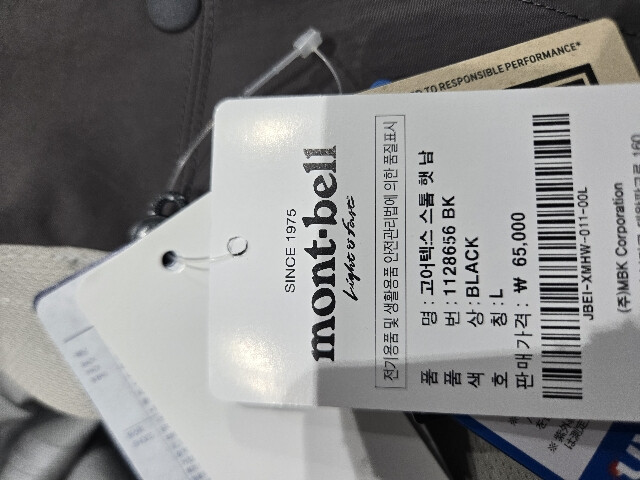 TO RESPONSIBLE PERFORMANCE*
SINCE 1975
mont-bell
Light & Fast
전기용품 및 생활용품 안전관리법에 의한 품질표시
품 명 : 고어텍스 스톰 햇 남
품 번 : 1128656 BK
색 상 : BLACK
호 칭 : L
판매가격 : ₩ 65,000
JBEI-XMHW-011-00L
(주)MBK Corporation
160